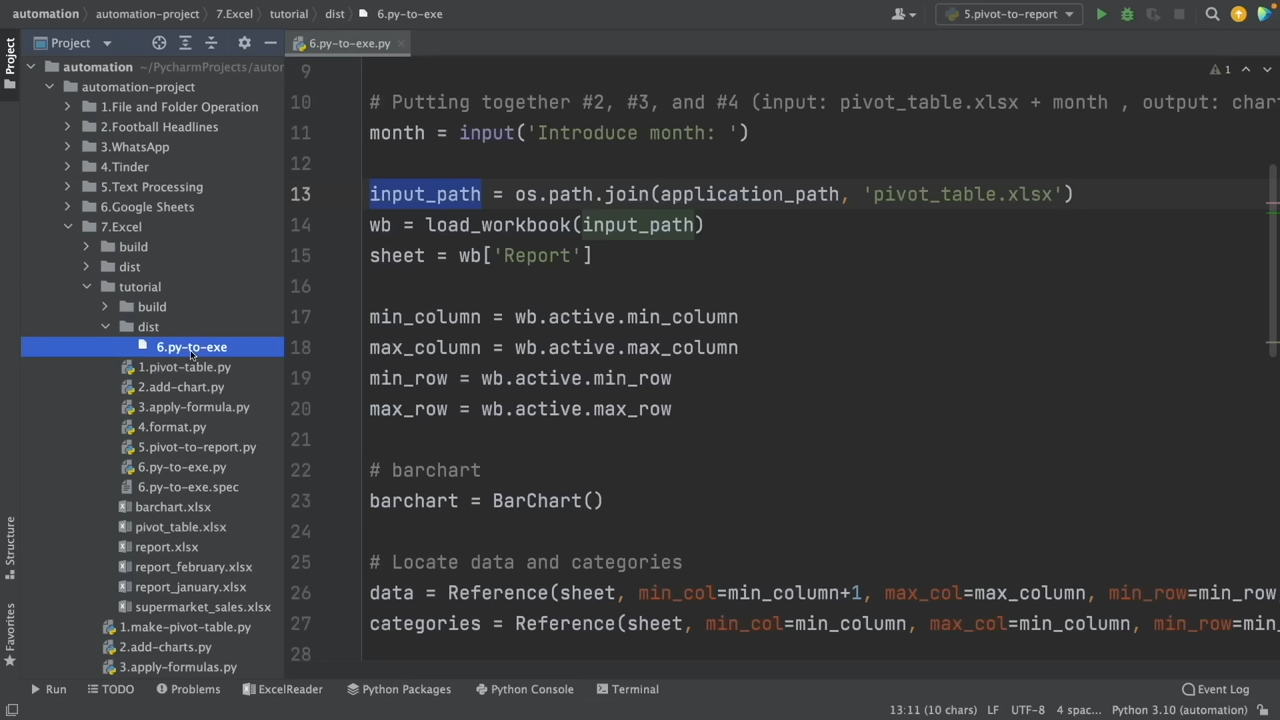 automation
automation-project
7.Excel
tutorial
dist
6.py-to-exe
5.pivot-to-report
Project
6.py-to-exe.py
Project
automation ~/PycharmProjects/autor
automation-project
1.File and Folder Operation
2.Football Headlines
3.WhatsApp
4.Tinder
5.Text Processing
6.Google Sheets
7.Excel
build
dist
tutorial
build
dist
6.py-to-exe
1.pivot-table.py
2.add-chart.py
3.apply-formula.py
4.format.py
5.pivot-to-report.py
6.py-to-exe.py
6.py-to-exe.spec
barchart.xlsx
pivot_table.xlsx
report.xlsx
report_february.xlsx
report_january.xlsx
supermarket_sales.xlsx
1.make-pivot-table.py
2.add-charts.py
3.apply-formulas.py
Structure
Favorites
1
9
10 # Putting together #2, #3, and #4 (input: pivot_table.xlsx + month , output: char
11 month = input('Introduce month: ')
12
13 input_path = os.path.join(application_path, 'pivot_table.xlsx')
14 wb = load_workbook(input_path)
15 sheet = wb['Report']
16
17 min_column = wb.active.min_column
18 max_column = wb.active.max_column
19 min_row = wb.active.min_row
20 max_row = wb.active.max_row
21
22 # barchart
23 barchart = BarChart()
24
25 # Locate data and categories
26 data = Reference(sheet, min_col=min_column+1, max_col=max_column, min_row=min_row
27 categories = Reference(sheet, min_col=min_column, max_col=min_column, min_row=min_
28
Run
TODO
Problems
ExcelReader
Python Packages
Python Console
Terminal
Event Log
13:11 (10 chars)
LF
UTF-8
4 spac...
Python 3.10 (automation)